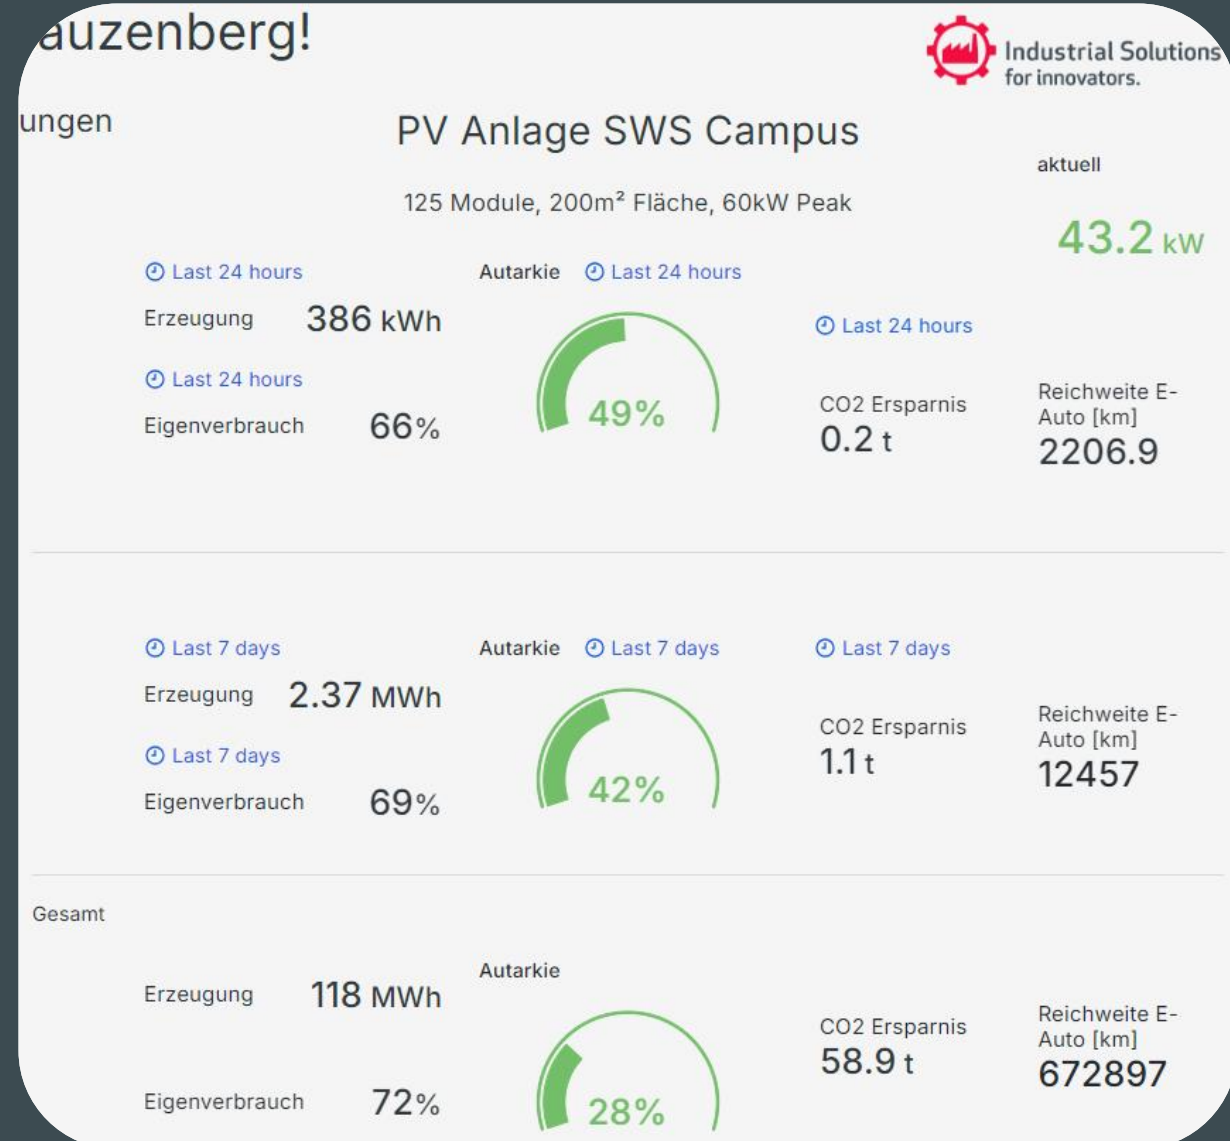 auzenberg!
Industrial Solutions
for innovators.
ungen
PV Anlage SWS Campus
aktuell
125 Module, 200m² Fläche, 60kW Peak
43.2 kW
Last 24 hours
Autarkie Last 24 hours
Erzeugung 386 kWh
Last 24 hours
Last 24 hours
Eigenverbrauch 66%
49%
CO2 Ersparnis
0.2 t
Reichweite E-
Auto [km]
2206.9
Last 7 days
Autarkie Last 7 days
Last 7 days
Erzeugung 2.37 MWh
Last 7 days
Eigenverbrauch 69%
42%
CO2 Ersparnis
1.1 t
Reichweite E-
Auto [km]
12457
Gesamt
Autarkie
Erzeugung 118 MWh
Eigenverbrauch 72%
28%
CO2 Ersparnis
58.9 t
Reichweite E-
Auto [km]
672897